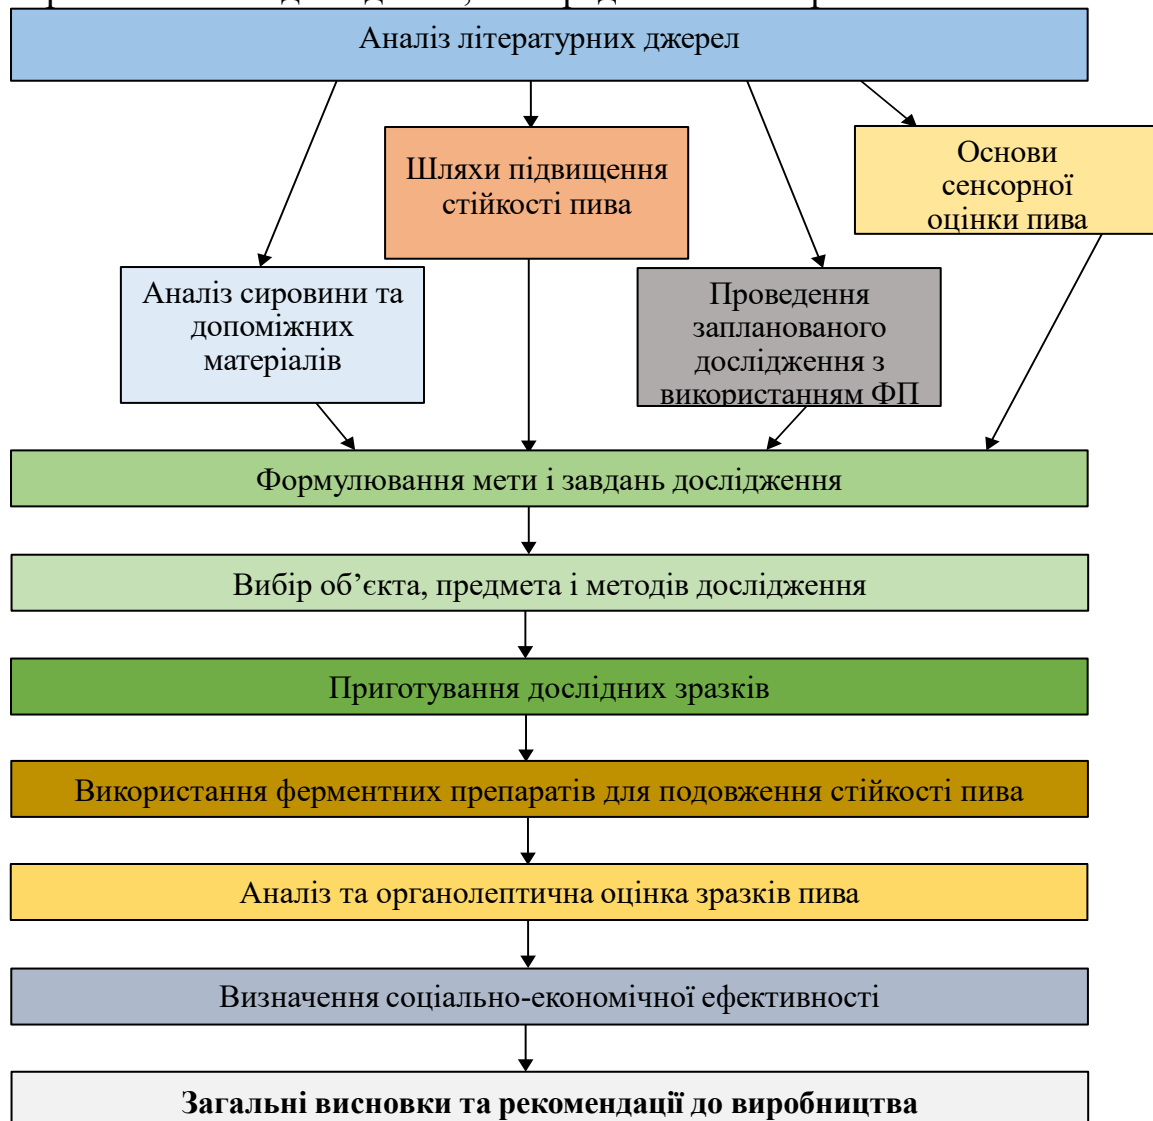 Аналіз літературних джерел
Шляхи підвищення
стійкості пива
Основи
сенсорної
оцінки пива
Аналіз сировини та
допоміжних
матеріалів
Проведення
запланованого
дослідження з
використанням ФП
Формулювання мети і завдань дослідження
Вибір об’єкта, предмета і методів дослідження
Приготування дослідних зразків
Використання ферментних препаратів для подовження стійкості пива
Аналіз та органолептична оцінка зразків пива
Визначення соціально-економічної ефективності
Загальні висновки та рекомендації до виробництва